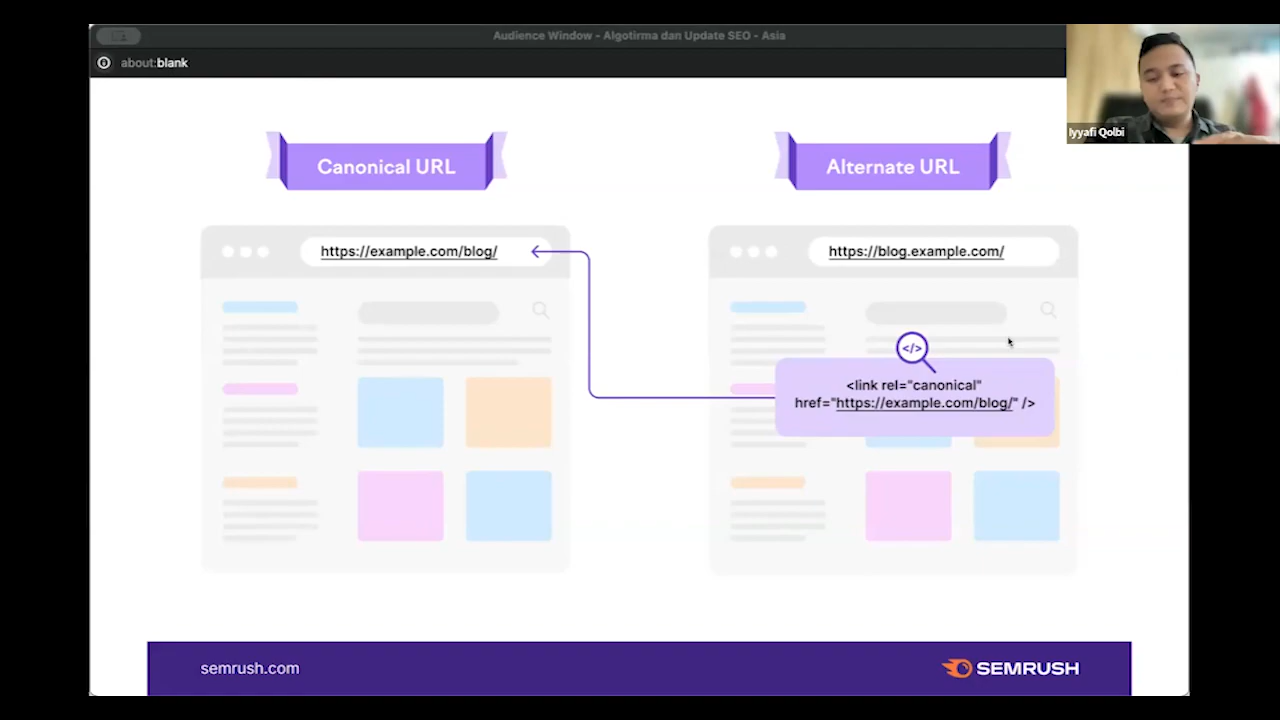 Audience Window - Algotirma dan Update SEO - Asia
about:blank
Iyyafi Qolbi
Canonical URL
Alternate URL
https://example.com/blog/
https://blog.example.com/
</>
<link rel="canonical"
href="https://example.com/blog/" />
semrush.com
SEMRUSH